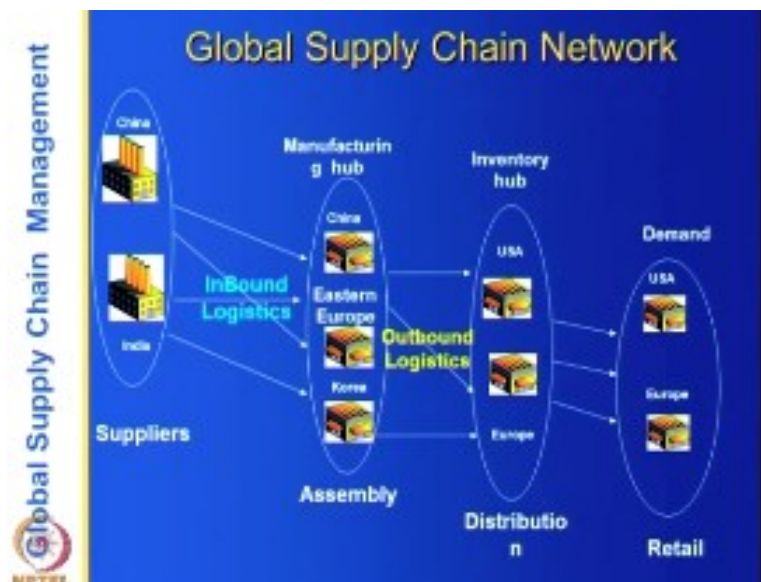 Global Supply Chain Management
Global Supply Chain Network
China
India
Suppliers
InBound
Logistics
Manufacturin
g hub
China
Eastern
Europe
Korea
Assembly
Outbound
Logistics
Inventory
hub
USA
Europe
Distributio
n
Demand
USA
Europe
Retail
NPTEL